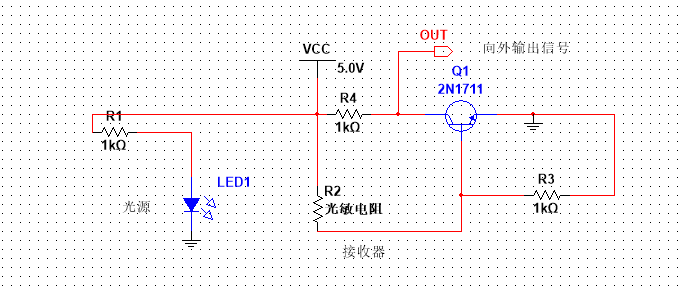 OUT
向外输出信号
VCC
5.0V
Q1
2N1711
R4
1kΩ
R1
1kΩ
LED1
光源
R2
光敏电阻
R3
1kΩ
接收器